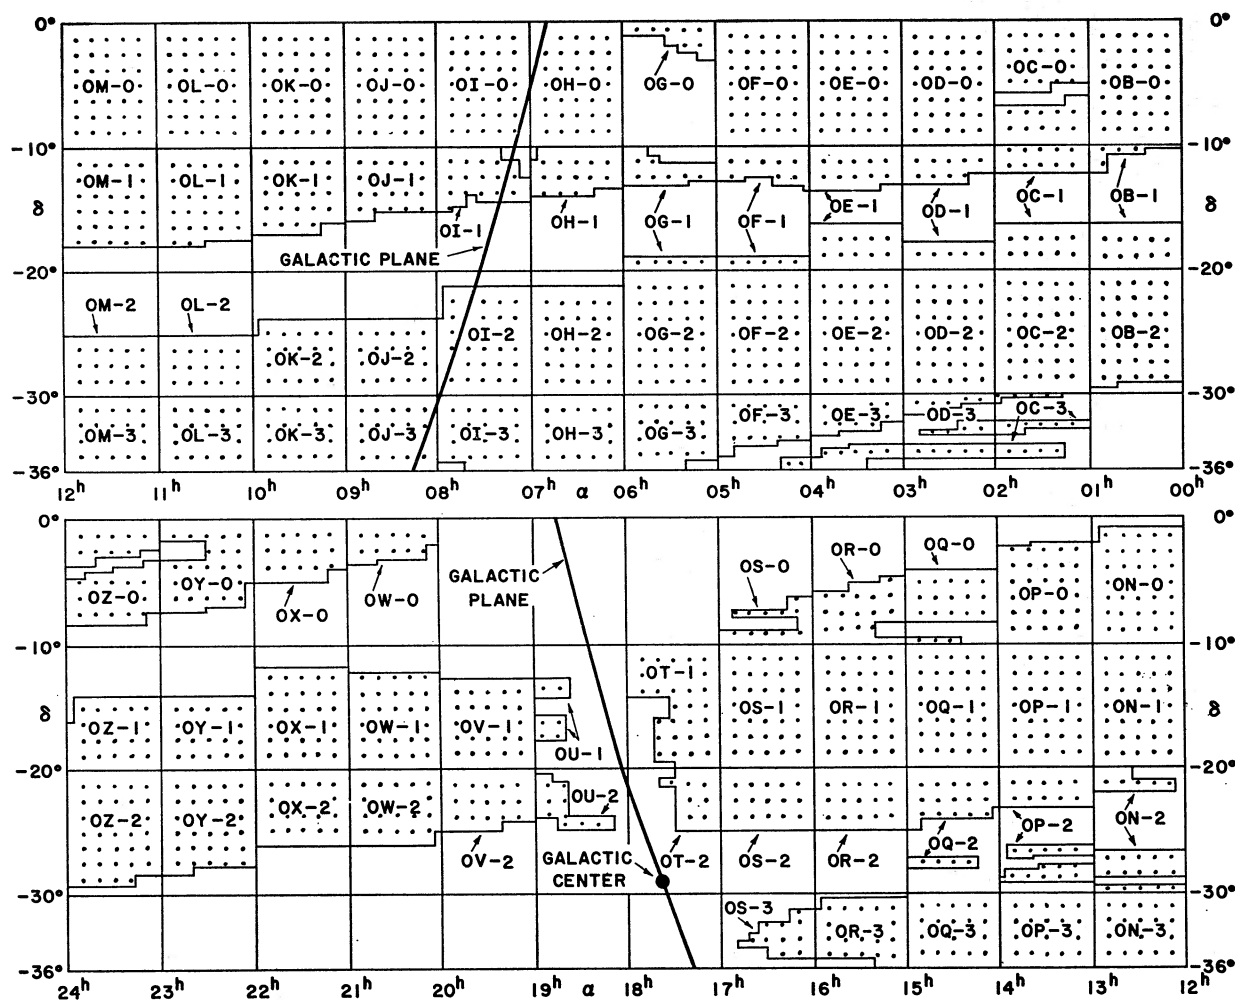 0° 0°
OM-0 OL-0 OK-0 OJ-0 OI-0 OH-0 OG-0 OF-0 OE-0 OD-0 OC-0 OB-0
-10° -10°
OM-1 OL-1 OK-1 OJ-1 OI-1 OH-1 OG-1 OF-1 OE-1 OD-1 OC-1 OB-1
δ δ
GALACTIC PLANE
-20° -20°
OM-2 OL-2 OK-2 OJ-2 OI-2 OH-2 OG-2 OF-2 OE-2 OD-2 OC-2 OB-2
-30° -30°
OM-3 OL-3 OK-3 OJ-3 OI-3 OH-3 OG-3 OF-3 OE-3 OD-3 OC-3
-36° -36°
12h 11h 10h 09h 08h 07h α 06h 05h 04h 03h 02h 01h 00h
0° 0°
OZ-0 OY-0 OX-0 OW-0 OS-0 OR-0 OQ-0 OP-0 ON-0
GALACTIC
PLANE
-10° -10°
OZ-1 OY-1 OX-1 OW-1 OV-1 OU-1 OT-1 OS-1 OR-1 OQ-1 OP-1 ON-1
δ δ
-20° -20°
OZ-2 OY-2 OX-2 OW-2 OV-2 OU-2 OT-2 OS-2 OR-2 OQ-2 OP-2 ON-2
GALACTIC
CENTER
-30° -30°
OS-3 OR-3 OQ-3 OP-3 ON-3
-36° -36°
24h 23h 22h 21h 20h 19h α 18h 17h 16h 15h 14h 13h 12h